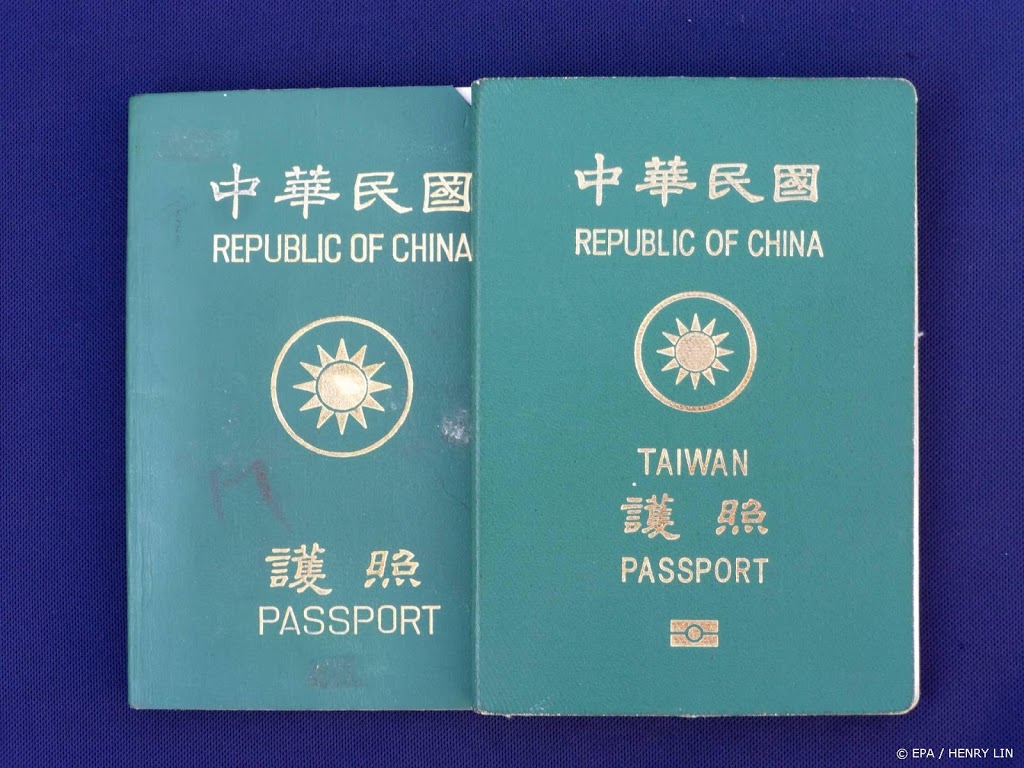 中華民國
REPUBLIC OF CHINA
護照
PASSPORT
中華民國
REPUBLIC OF CHINA
TAIWAN
護照
PASSPORT
© EPA / HENRY LIN